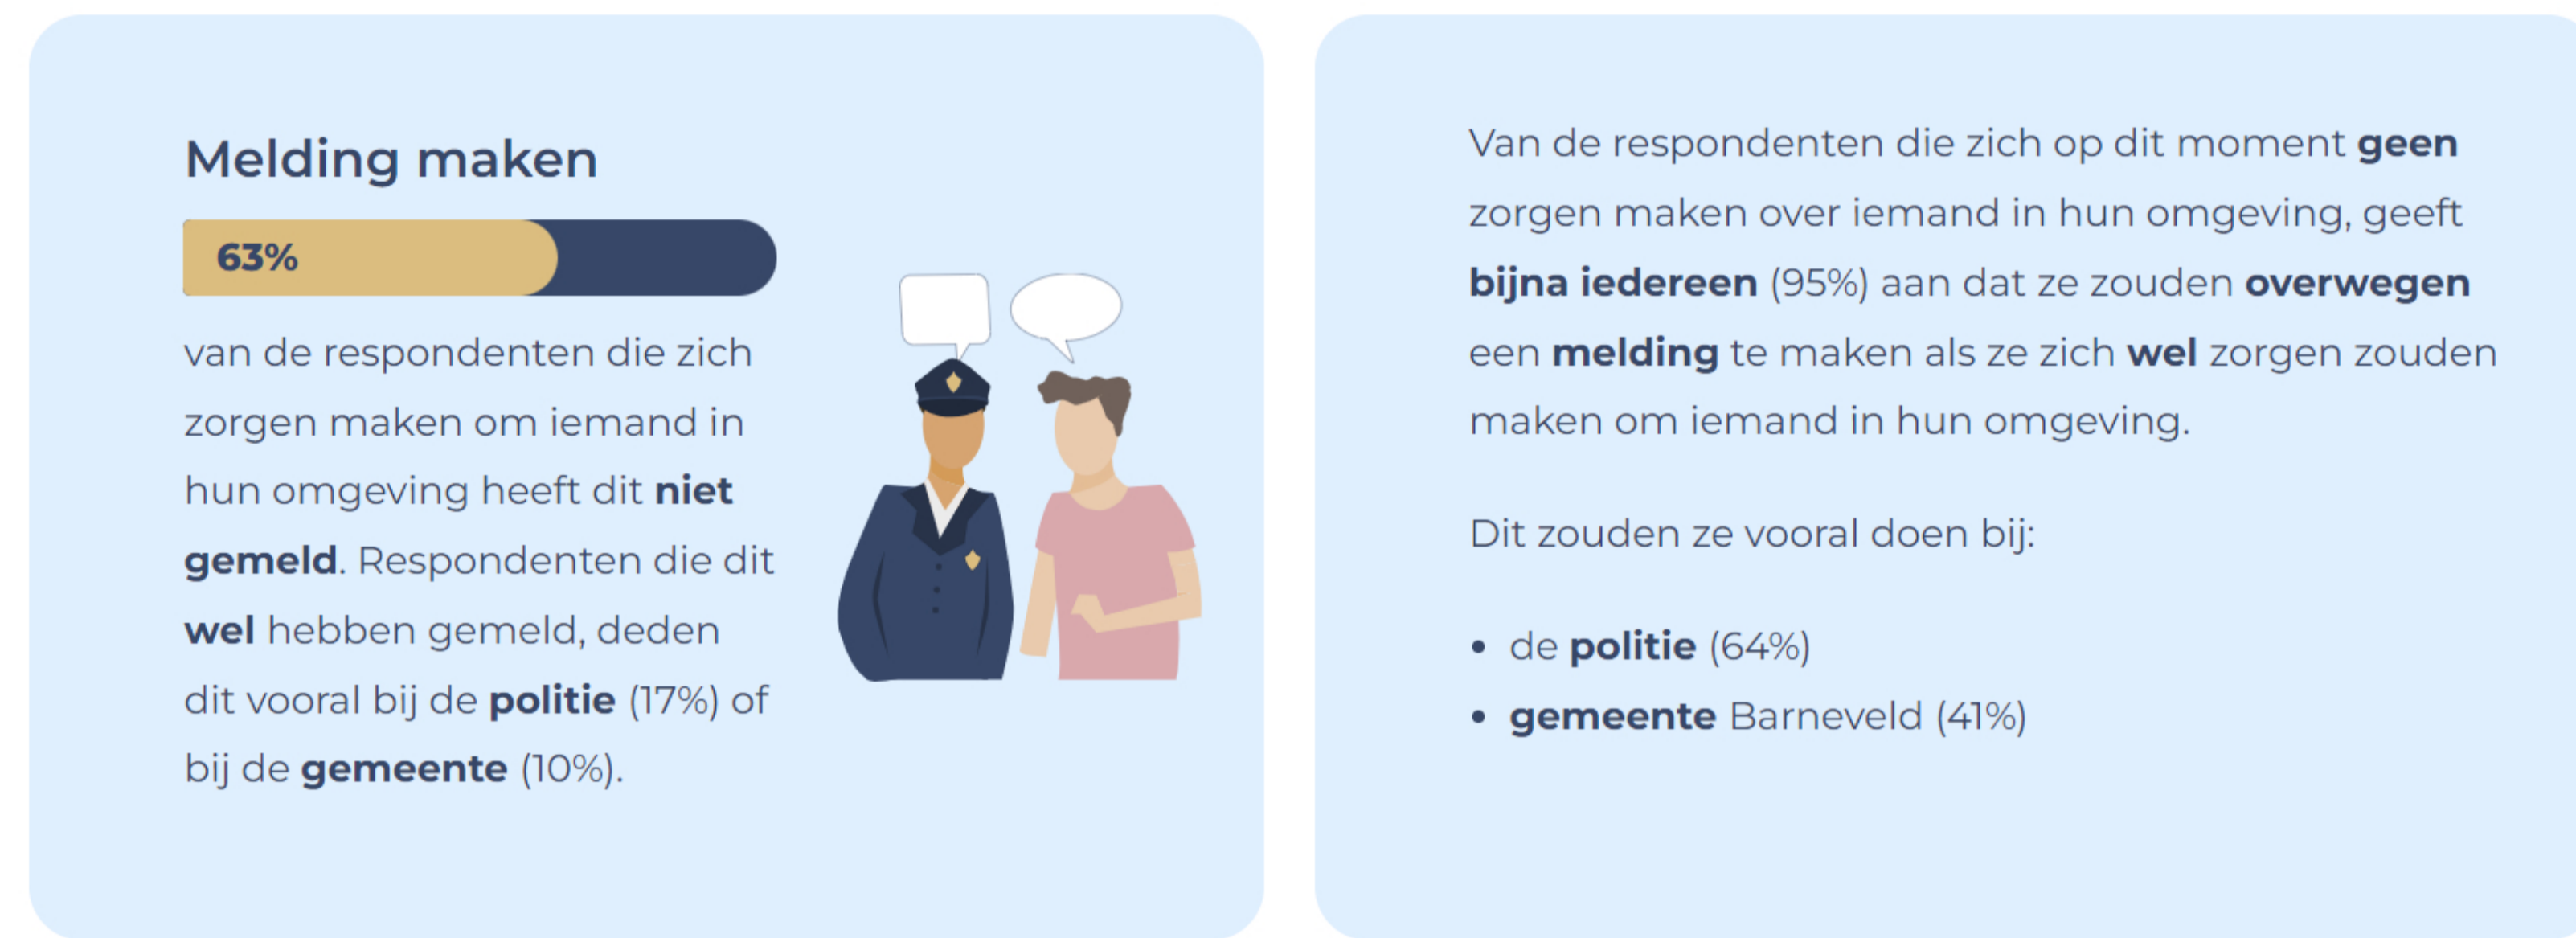 Melding maken
63%
van de respondenten die zich
zorgen maken om iemand in
hun omgeving heeft dit niet
gemeld. Respondenten die dit
wel hebben gemeld, deden
dit vooral bij de politie (17%) of
bij de gemeente (10%).
Van de respondenten die zich op dit moment geen
zorgen maken over iemand in hun omgeving, geeft
bijna iedereen (95%) aan dat ze zouden overwegen
een melding te maken als ze zich wel zorgen zouden
maken om iemand in hun omgeving.
Dit zouden ze vooral doen bij:
• de politie (64%)
• gemeente Barneveld (41%)